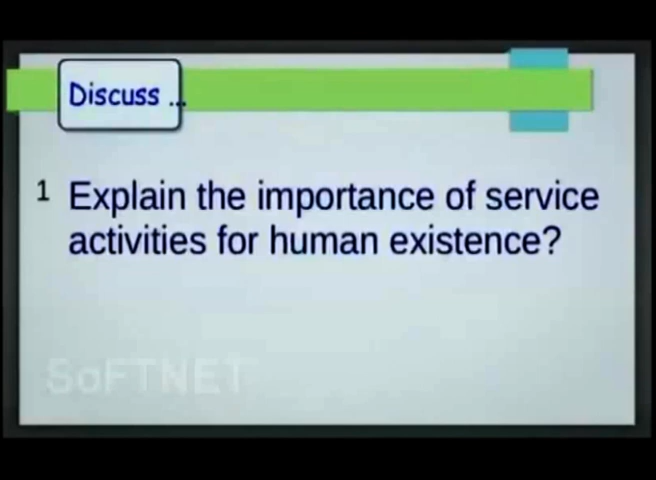 Discuss ...
1 Explain the importance of service
activities for human existence?
SoFTNET